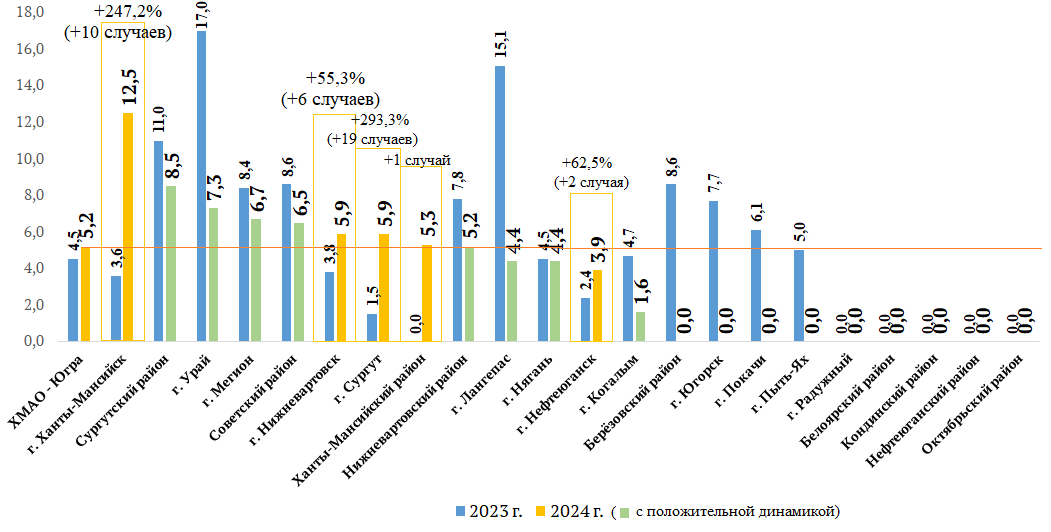 18,0
16,0
14,0
12,0
10,0
8,0
6,0
4,0
2,0
0,0
+247,2%
(+10 случаев)
+55,3%
(+6 случаев)
+293,3%
(+19 случаев)
+1 случай
+62,5%
(+2 случая)
4,5
5,2
3,6
12,5
11,0
8,5
17,0
7,3
8,4
6,7
8,6
6,5
3,8
5,9
1,5
5,9
0,0
5,3
7,8
5,2
15,1
4,4
4,5
4,4
2,4
3,9
4,7
1,6
8,6
0,0
7,7
0,0
6,1
0,0
5,0
0,0
0,0
0,0
0,0
0,0
0,0
0,0
0,0
0,0
0,0
0,0
ХМАО - Югра
г. Ханты-Мансийск
Сургутский район
г. Урай
г. Мегион
Советский район
г. Нижневартовск
г. Сургут
Ханты-Мансийский район
Нижневартовский район
г. Лангепас
г. Нягань
г. Нефтеюганск
г. Когалым
Берёзовский район
г. Югорск
г. Покачи
г. Пыть-Ях
г. Радужный
Белоярский район
Кондинский район
Нефтеюганский район
Октябрьский район
2023 г. 2024 г. ( с положительной динамикой)